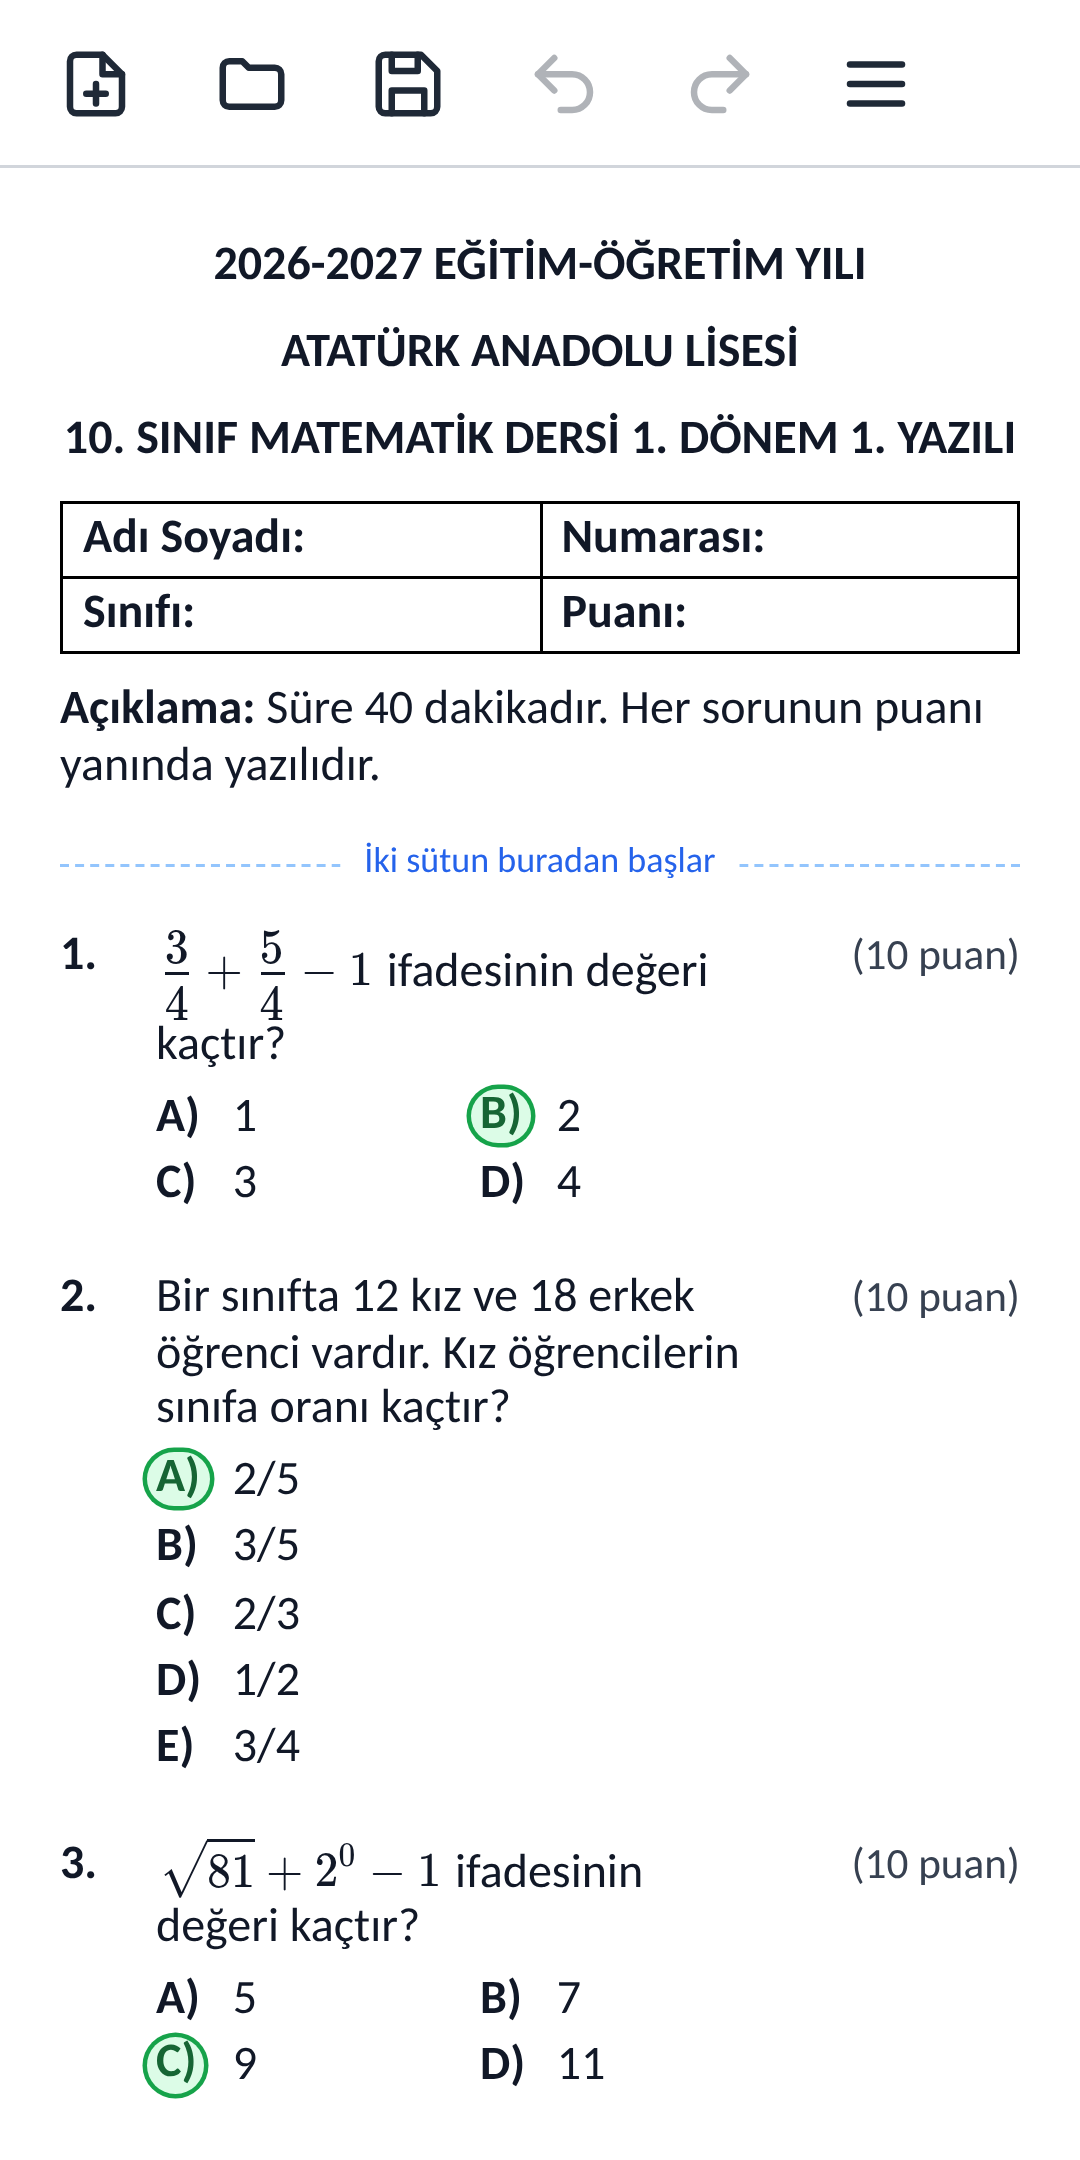 2026-2027 EĞİTİM-ÖĞRETİM YILI
ATATÜRK ANADOLU LİSESİ
10. SINIF MATEMATİK DERSİ 1. DÖNEM 1. YAZILI
Adı Soyadı: Numarası:
Sınıfı: Puanı:
Açıklama: Süre 40 dakikadır. Her sorunun puanı
yanında yazılıdır.
İki sütun buradan başlar
1. 3/4 + 5/4 − 1 ifadesinin değeri (10 puan)
kaçtır?
A) 1 B) 2
C) 3 D) 4
2. Bir sınıfta 12 kız ve 18 erkek (10 puan)
öğrenci vardır. Kız öğrencilerin
sınıfa oranı kaçtır?
A) 2/5
B) 3/5
C) 2/3
D) 1/2
E) 3/4
3. √81 + 2⁰ − 1 ifadesinin (10 puan)
değeri kaçtır?
A) 5 B) 7
C) 9 D) 11